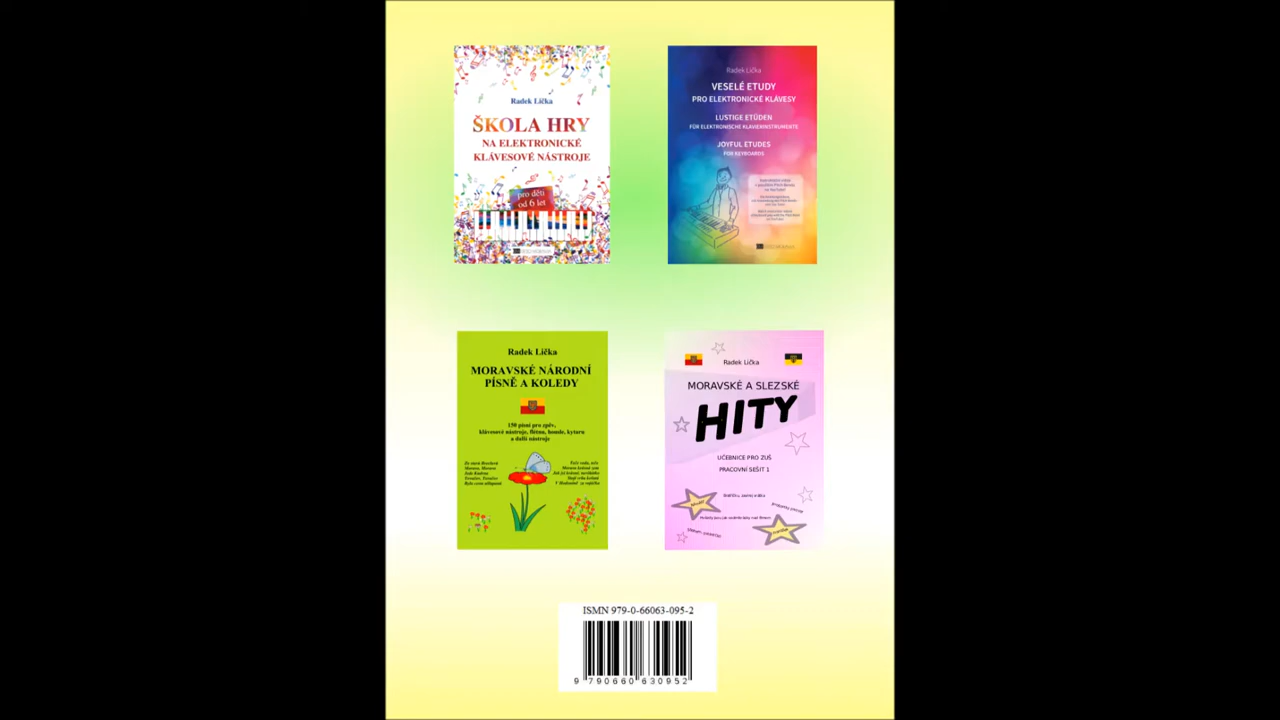 Radek Lička
ŠKOLA HRY
NA ELEKTRONICKÉ
KLÁVESOVÉ NÁSTROJE
pro děti
od 6 let
Radek Lička
VESELÉ ETUDY
PRO ELEKTRONICKÉ KLÁVESY
LUSTIGE ETÜDEN
FÜR ELEKTRONISCHE KLAVIERINSTRUMENTE
JOYFUL ETUDES
FOR KEYBOARDS
Radek Lička
MORAVSKÉ NÁRODNÍ
PÍSNĚ A KOLEDY
150 písní pro zpěv,
klávesové nástroje, flétnu, housle, kytaru
a další nástroje
Morava, Morava
Radek Lička
MORAVSKÉ A SLEZSKÉ
HITY
UČEBNICE PRO ZUŠ
PRACOVNÍ SEŠIT 1
ISMN 979-0-66063-095-2
9 790660 630952